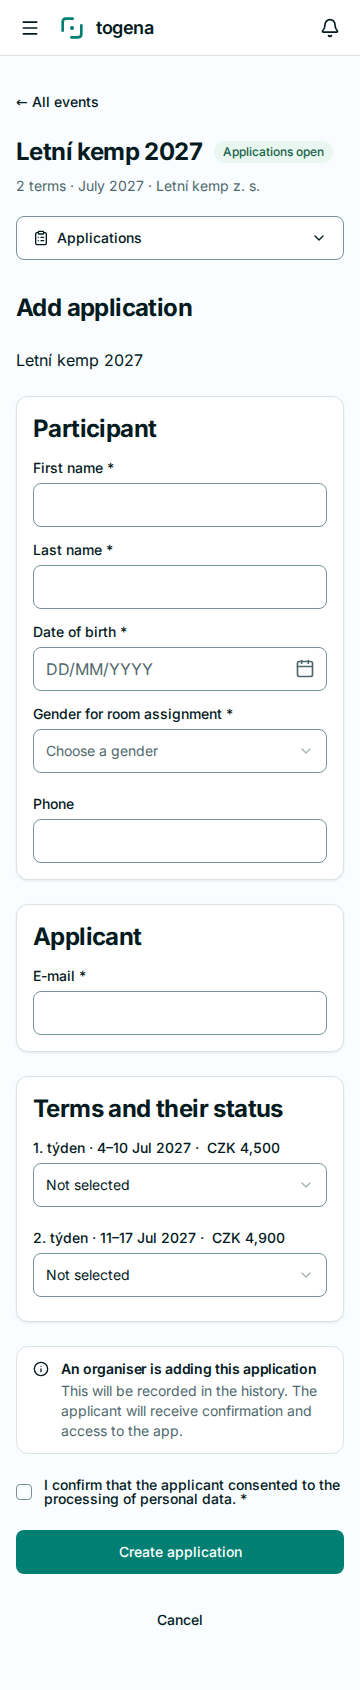 togena
← All events
Letní kemp 2027 Applications open
2 terms · July 2027 · Letní kemp z. s.
Applications
Add application
Letní kemp 2027
Participant
First name *
Last name *
Date of birth *
DD/MM/YYYY
Gender for room assignment *
Choose a gender
Phone
Applicant
E-mail *
Terms and their status
1. týden · 4–10 Jul 2027 · CZK 4,500
Not selected
2. týden · 11–17 Jul 2027 · CZK 4,900
Not selected
An organiser is adding this application
This will be recorded in the history. The
applicant will receive confirmation and
access to the app.
I confirm that the applicant consented to the
processing of personal data. *
Create application
Cancel